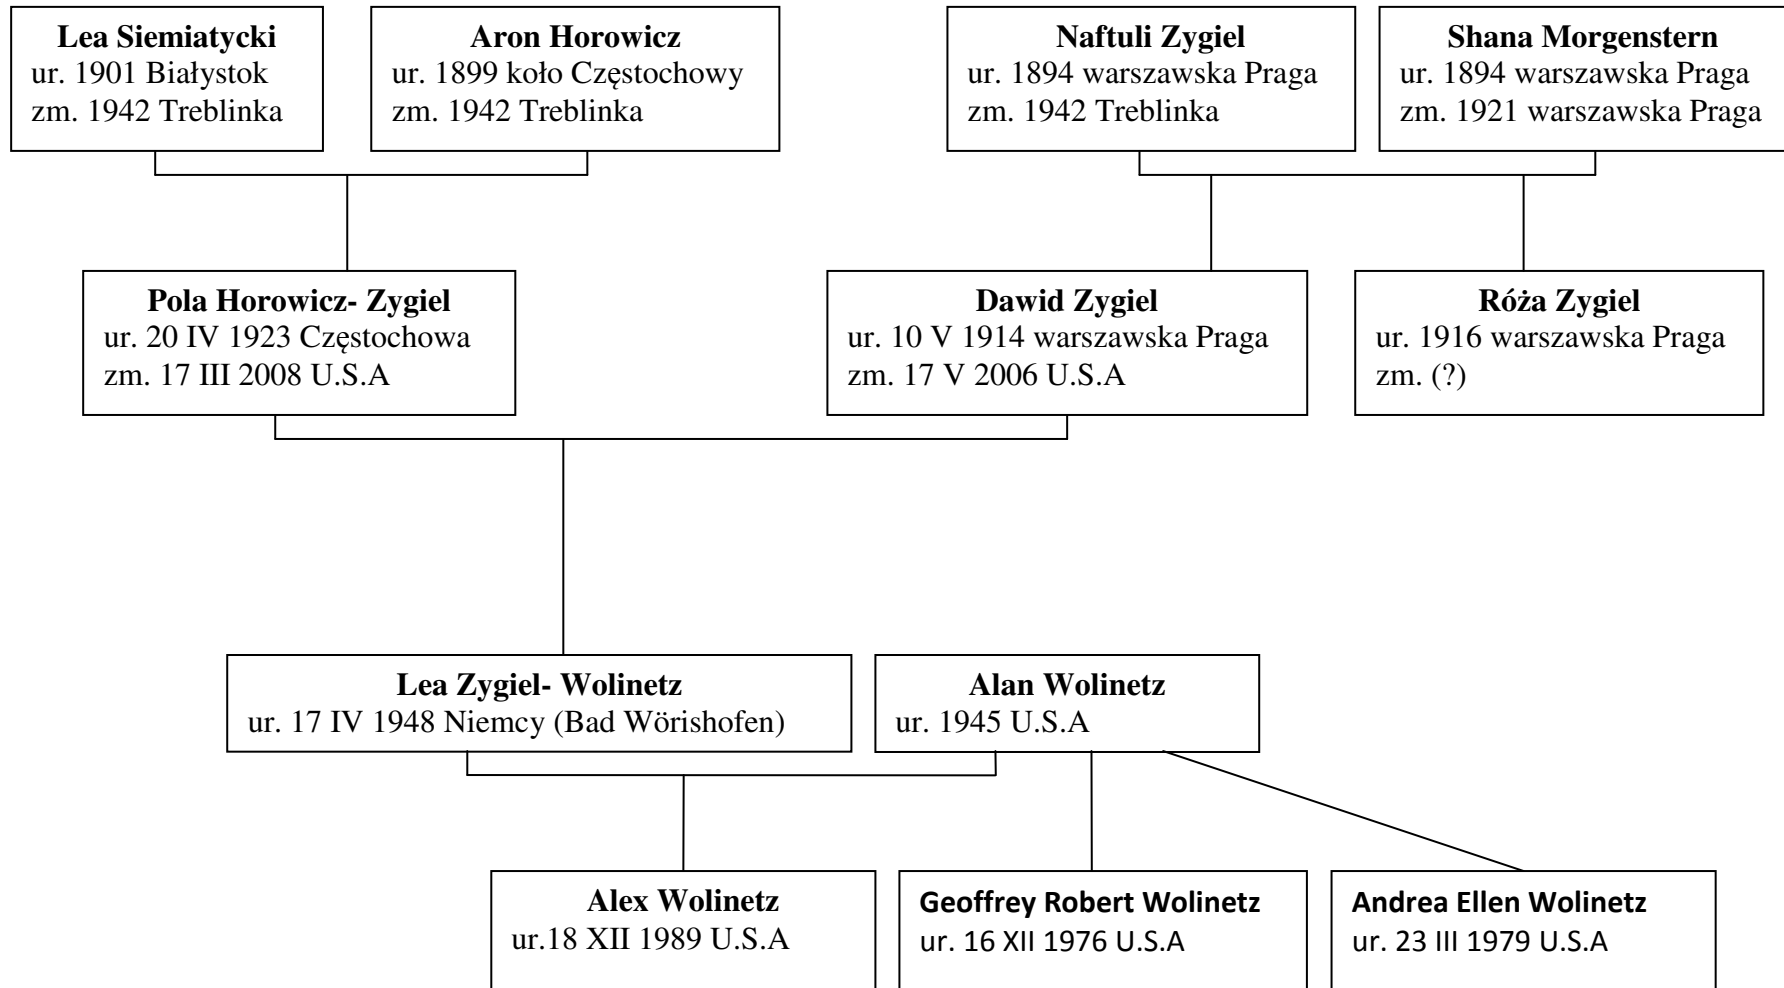 Lea Siemiatycki
ur. 1901 Białystok
zm. 1942 Treblinka
Aron Horowicz
ur. 1899 koło Częstochowy
zm. 1942 Treblinka
Naftuli Zygiel
ur. 1894 warszawska Praga
zm. 1942 Treblinka
Shana Morgenstern
ur. 1894 warszawska Praga
zm. 1921 warszawska Praga
Pola Horowicz- Zygiel
ur. 20 IV 1923 Częstochowa
zm. 17 III 2008 U.S.A
Dawid Zygiel
ur. 10 V 1914 warszawska Praga
zm. 17 V 2006 U.S.A
Róża Zygiel
ur. 1916 warszawska Praga
zm. (?)
Lea Zygiel- Wolinetz
ur. 17 IV 1948 Niemcy (Bad Wörishofen)
Alan Wolinetz
ur. 1945 U.S.A
Alex Wolinetz
ur.18 XII 1989 U.S.A
Geoffrey Robert Wolinetz
ur. 16 XII 1976 U.S.A
Andrea Ellen Wolinetz
ur. 23 III 1979 U.S.A